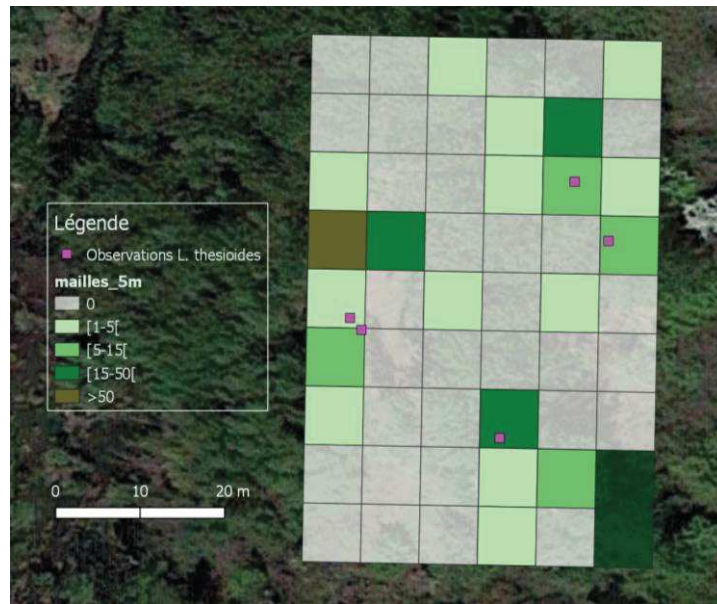 Légende
Observations L. thesioides
mailles_5m
0
[1-5[
[5-15[
[15-50[
>50
0 10 20 m